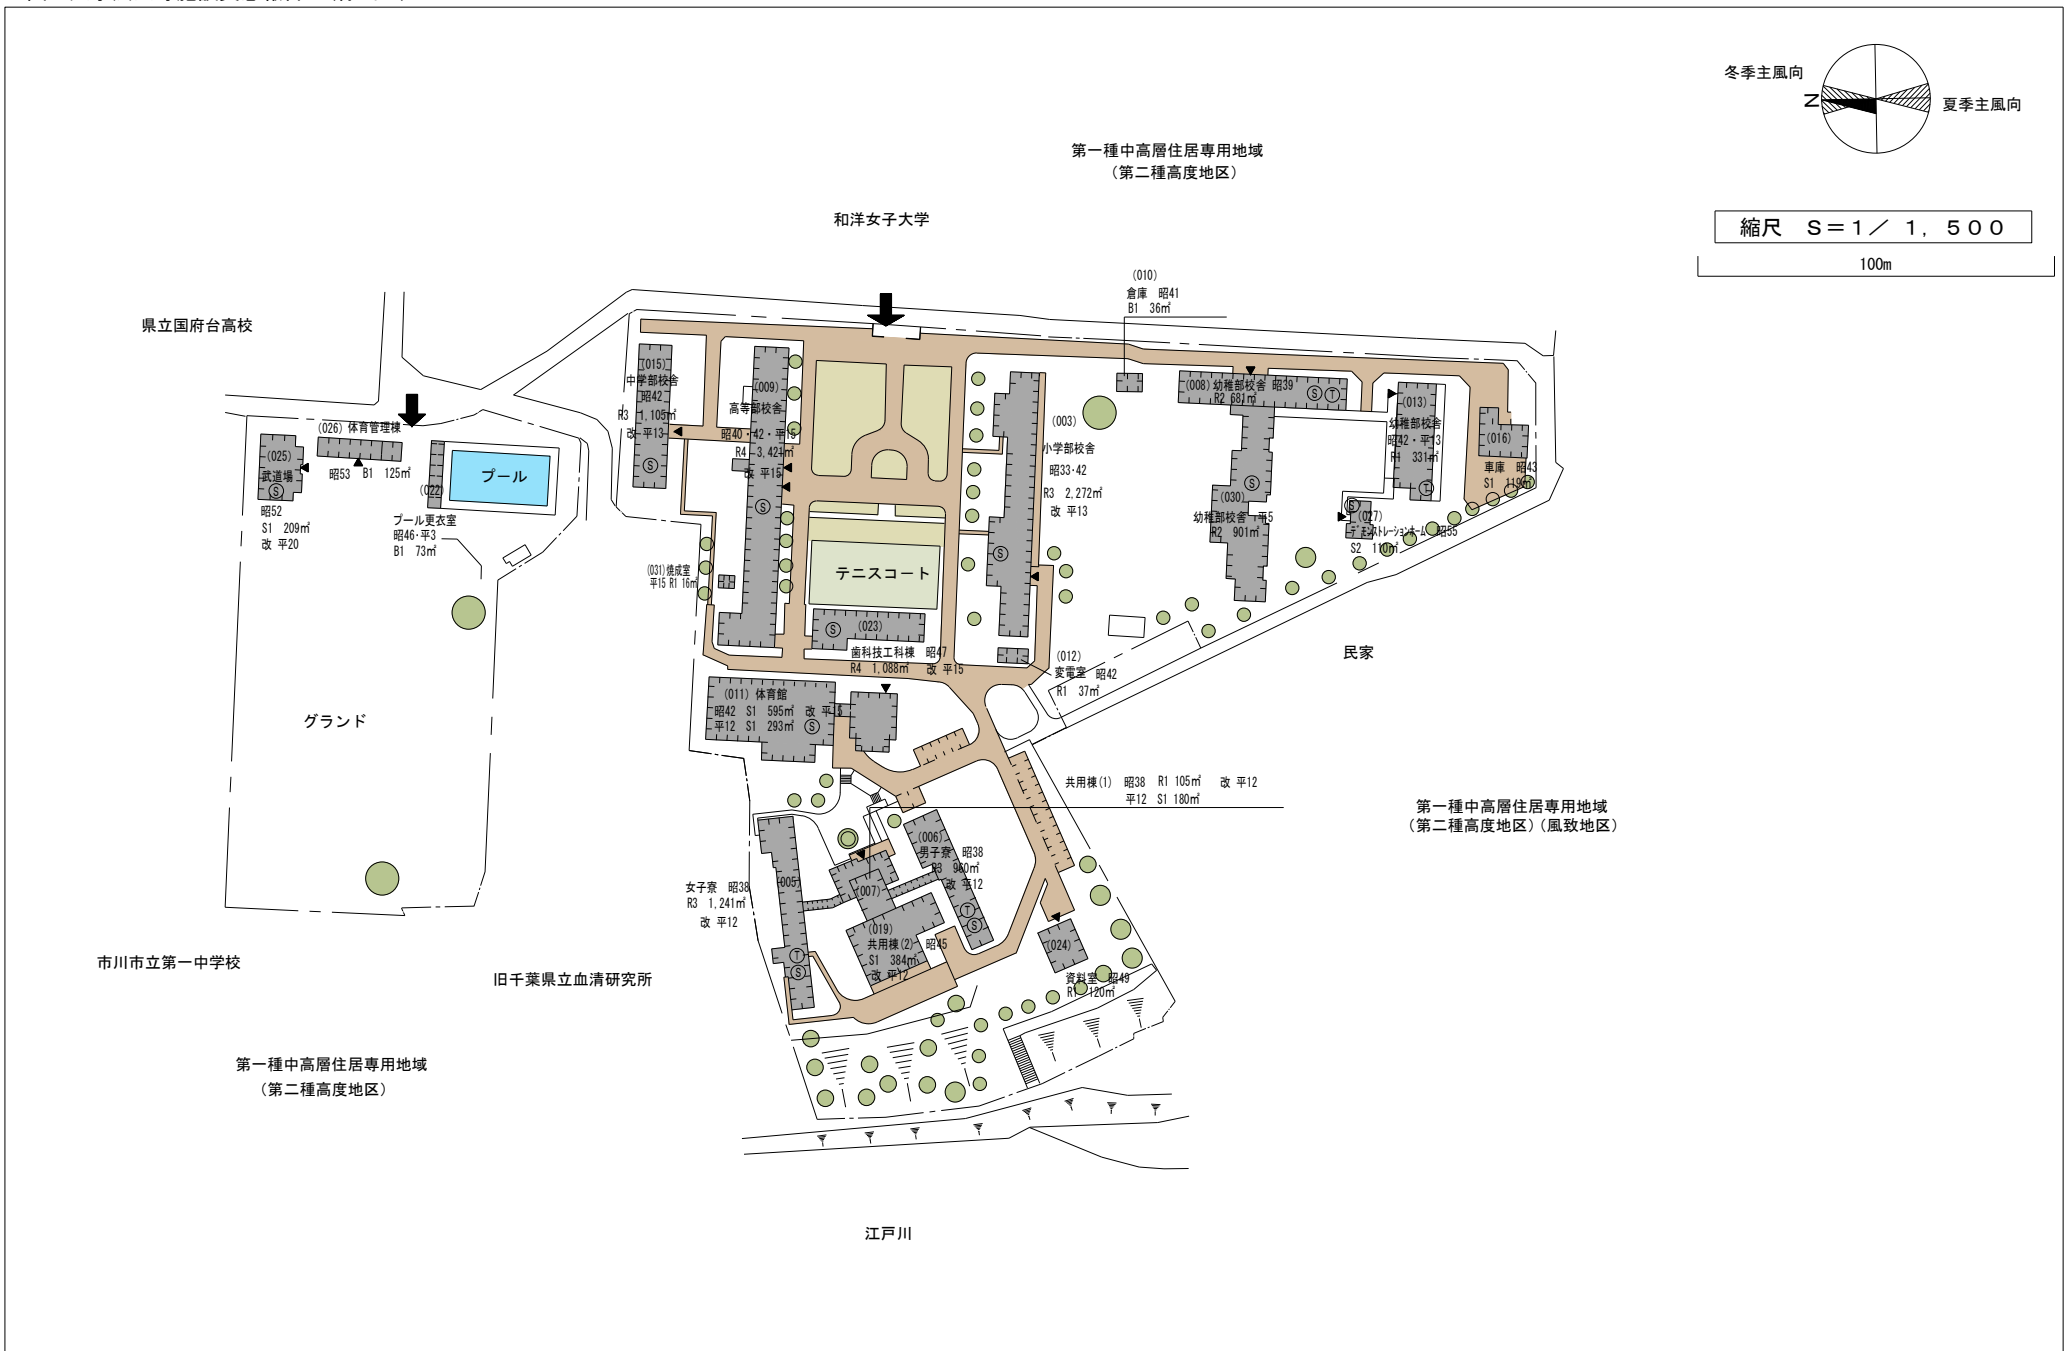 冬季主風向
N
夏季主風向
第一種中高層住居専用地域
(第二種高度地区)
縮尺 S=1/ 1, 500
100m
和洋女子大学
県立国府台高校
(010)
倉庫 昭41
B1 36㎡
(015)
中学部校舎
昭42
R3 1,105㎡
改 平13
S
(009)
高等部校舎
昭40・42・平15
R4 3,421㎡
改 平15
S
(003)
小学部校舎
昭33・42
R3 2,272㎡
改 平13
S
(008) 幼稚部校舎 昭39
R2 681㎡
S T
(013)
幼稚部校舎
昭42・平13
R1 331㎡
T
(016)
車庫 昭43
S1 119㎡
(030)
幼稚部校舎 平5
R2 901㎡
S
S
(027)
デモンストレーションホーム 昭55
S2 110㎡
(025)
武道場
S
昭52
S1 209㎡
改 平20
(026) 体育管理棟
昭53 B1 125㎡
(022)
プール
プール更衣室
昭46・平3
B1 73㎡
グランド
(031)焼成室
平15 R1 16㎡
テニスコート
S
(023)
歯科技工科棟 昭47
R4 1,088㎡ 改 平15
(012)
変電室 昭42
R1 37㎡
民家
(011) 体育館
昭42 S1 595㎡ 改 平15
平12 S1 293㎡
S
共用棟(1) 昭38 R1 105㎡ 改 平12
平12 S1 180㎡
第一種中高層住居専用地域
(第二種高度地区)(風致地区)
(006)
男子寮 昭38
R3 960㎡
改 平12
T
S
女子寮 昭38
R3 1,241㎡
改 平12
(005)
T
S
(007)
(019)
共用棟(2) 昭45
S1 384㎡
改 平12
(024)
資料室 昭49
R1 120㎡
市川市立第一中学校
旧千葉県立血清研究所
第一種中高層住居専用地域
(第二種高度地区)
江戸川